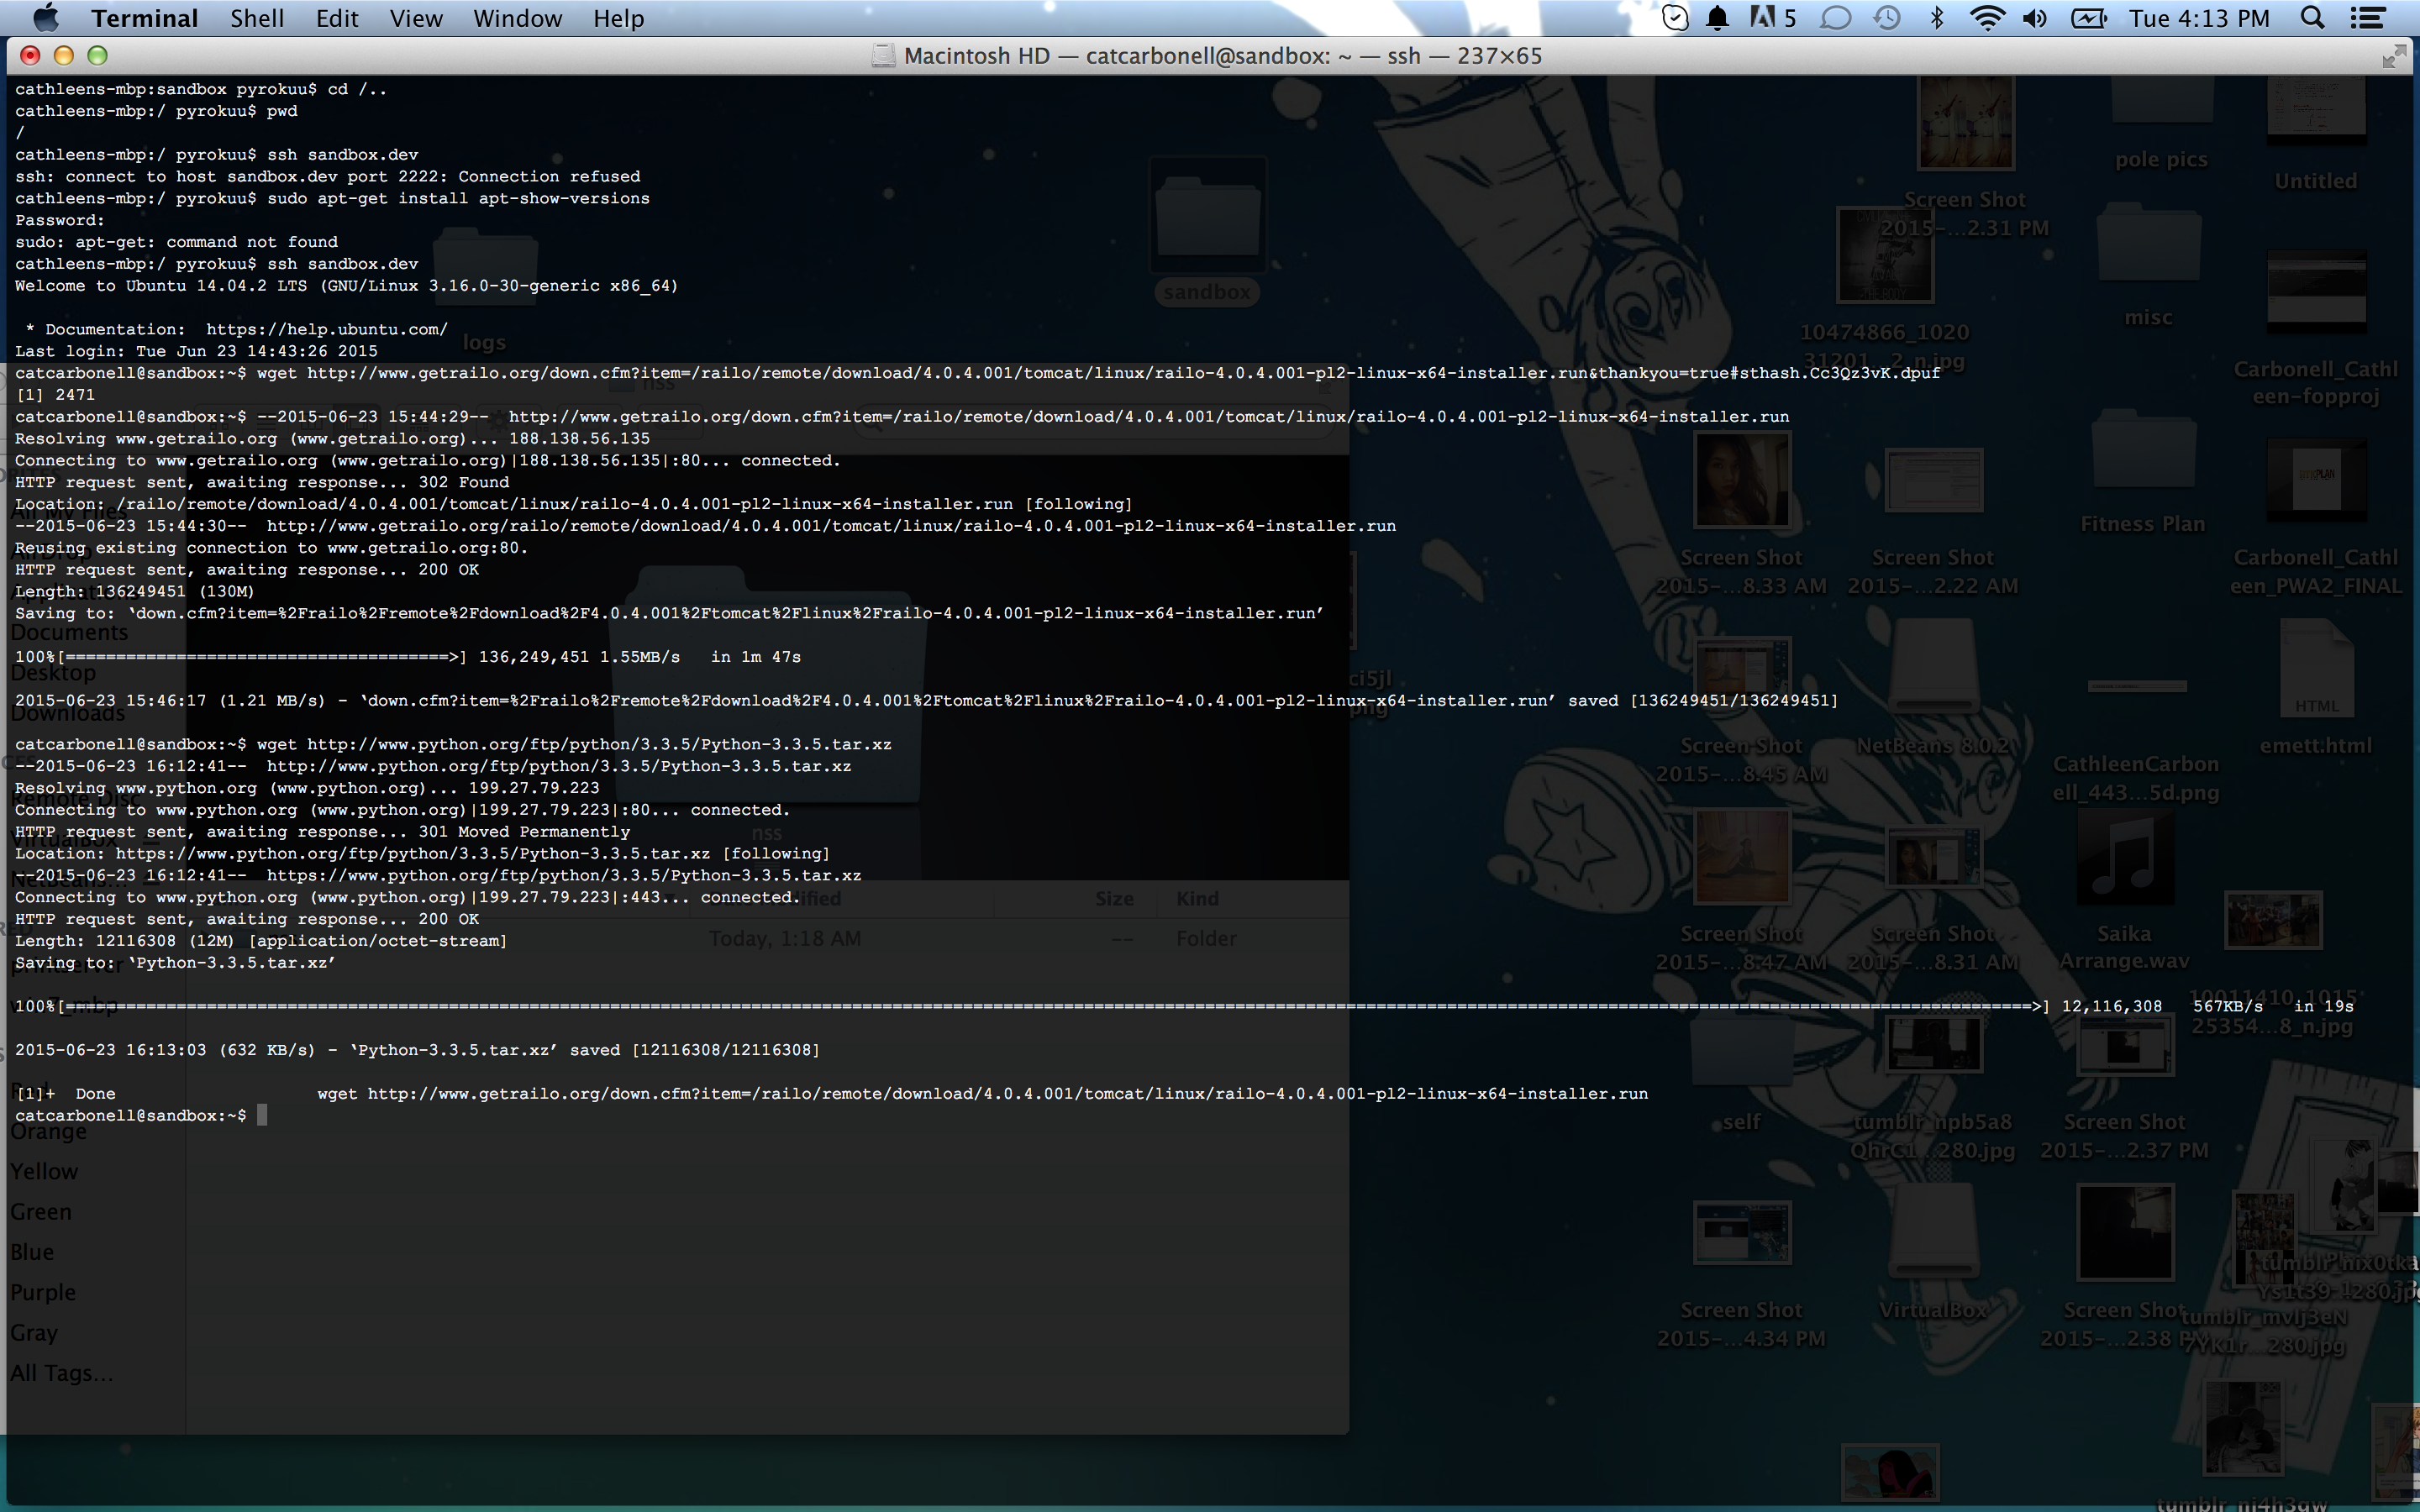 Terminal Shell Edit View Window Help 5 Tue 4:13 PM
Macintosh HD — catcarbonell@sandbox: ~ — ssh — 237×65
cathleens-mbp:sandbox pyrokuu$ cd /..
cathleens-mbp:/ pyrokuu$ pwd
/
cathleens-mbp:/ pyrokuu$ ssh sandbox.dev
ssh: connect to host sandbox.dev port 2222: Connection refused
cathleens-mbp:/ pyrokuu$ sudo apt-get install apt-show-versions
Password:
sudo: apt-get: command not found
cathleens-mbp:/ pyrokuu$ ssh sandbox.dev
Welcome to Ubuntu 14.04.2 LTS (GNU/Linux 3.16.0-30-generic x86_64)
* Documentation:  https://help.ubuntu.com/
Last login: Tue Jun 23 14:43:26 2015
catcarbonell@sandbox:~$ wget http://www.getrailo.org/down.cfm?item=/railo/remote/download/4.0.4.001/tomcat/linux/railo-4.0.4.001-pl2-linux-x64-installer.run&thankyou=true#sthash.Cc3Qz3vK.dpuf
[1] 2471
catcarbonell@sandbox:~$ --2015-06-23 15:44:29--  http://www.getrailo.org/down.cfm?item=/railo/remote/download/4.0.4.001/tomcat/linux/railo-4.0.4.001-pl2-linux-x64-installer.run
Resolving www.getrailo.org (www.getrailo.org)... 188.138.56.135
Connecting to www.getrailo.org (www.getrailo.org)|188.138.56.135|:80... connected.
HTTP request sent, awaiting response... 302 Found
Location: /railo/remote/download/4.0.4.001/tomcat/linux/railo-4.0.4.001-pl2-linux-x64-installer.run [following]
--2015-06-23 15:44:30--  http://www.getrailo.org/railo/remote/download/4.0.4.001/tomcat/linux/railo-4.0.4.001-pl2-linux-x64-installer.run
Reusing existing connection to www.getrailo.org:80.
HTTP request sent, awaiting response... 200 OK
Length: 136249451 (130M)
Saving to: ‘down.cfm?item=%2Frailo%2Fremote%2Fdownload%2F4.0.4.001%2Ftomcat%2Flinux%2Frailo-4.0.4.001-pl2-linux-x64-installer.run’
100%[======================================>] 136,249,451 1.55MB/s   in 1m 47s
2015-06-23 15:46:17 (1.21 MB/s) - ‘down.cfm?item=%2Frailo%2Fremote%2Fdownload%2F4.0.4.001%2Ftomcat%2Flinux%2Frailo-4.0.4.001-pl2-linux-x64-installer.run’ saved [136249451/136249451]
catcarbonell@sandbox:~$ wget http://www.python.org/ftp/python/3.3.5/Python-3.3.5.tar.xz
--2015-06-23 16:12:41--  http://www.python.org/ftp/python/3.3.5/Python-3.3.5.tar.xz
Resolving www.python.org (www.python.org)... 199.27.79.223
Connecting to www.python.org (www.python.org)|199.27.79.223|:80... connected.
HTTP request sent, awaiting response... 301 Moved Permanently
Location: https://www.python.org/ftp/python/3.3.5/Python-3.3.5.tar.xz [following]
--2015-06-23 16:12:41--  https://www.python.org/ftp/python/3.3.5/Python-3.3.5.tar.xz
Connecting to www.python.org (www.python.org)|199.27.79.223|:443... connected.
HTTP request sent, awaiting response... 200 OK
Length: 12116308 (12M) [application/octet-stream]
Saving to: ‘Python-3.3.5.tar.xz’
100%[======================================>] 12,116,308   567KB/s   in 19s
2015-06-23 16:13:03 (632 KB/s) - ‘Python-3.3.5.tar.xz’ saved [12116308/12116308]
[1]+  Done                    wget http://www.getrailo.org/down.cfm?item=/railo/remote/download/4.0.4.001/tomcat/linux/railo-4.0.4.001-pl2-linux-x64-installer.run
catcarbonell@sandbox:~$
logs
sandbox
nss
All My Files
Applications
Documents
Desktop
Downloads
Remote Disc
VirtualBox
NetBeans...
printserver
Orange
Yellow
Green
Blue
Purple
Gray
All Tags...
nss
Size
Kind
Today, 1:18 AM
--
Folder
Screen Shot
2015-...2.31 PM
pole pics
Untitled
10474866_1020
31201...2_n.jpg
misc
Carbonell_Cathl
een-fopproj
Screen Shot
2015-...8.33 AM
Screen Shot
2015-...2.22 AM
Fitness Plan
Carbonell_Cathl
een_PWA2_FINAL
Screen Shot
2015-...8.45 AM
NetBeans 8.0.2
CathleenCarbon
ell_443...5d.png
HTML
emett.html
Screen Shot
2015-...8.47 AM
Screen Shot
2015-...8.31 AM
Saika
Arrange.wav
10011410_1015
25354...8_n.jpg
self
tumblr_npb5a8
QhrC1...280.jpg
Screen Shot
2015-...2.37 PM
Screen Shot
2015-...4.34 PM
VirtualBox
Screen Shot
2015-...2.38 PM
tumblr_mvlj3eN
7YK1r...280.jpg